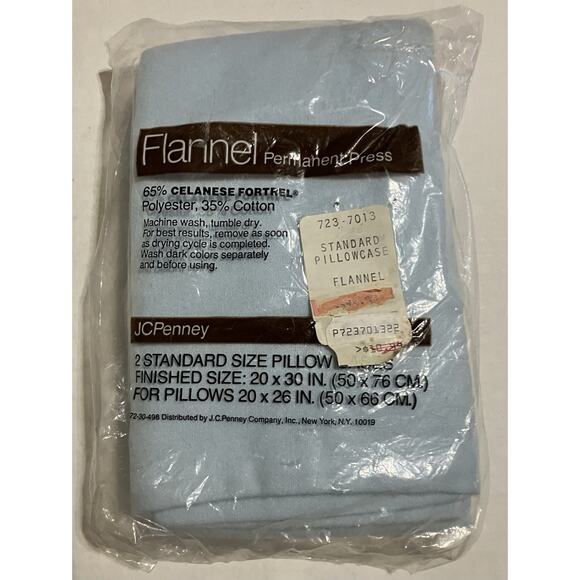 Flannel Permanent Press
65% CELANESE FORTREL®
Polyester, 35% Cotton
Machine wash, tumble dry.
For best results, remove as soon
as drying cycle is completed.
Wash dark colors separately
and before using.
723-7013
STANDARD
PILLOWCASE
FLANNEL
P723701322
JCPenney
2 STANDARD SIZE PILLOW
FINISHED SIZE: 20 x 30 IN. (50 x 76 CM.)
FOR PILLOWS 20 x 26 IN. (50 x 66 CM.)
72-30-498 Distributed by J.C.Penney Company, Inc., New York, N.Y. 10019